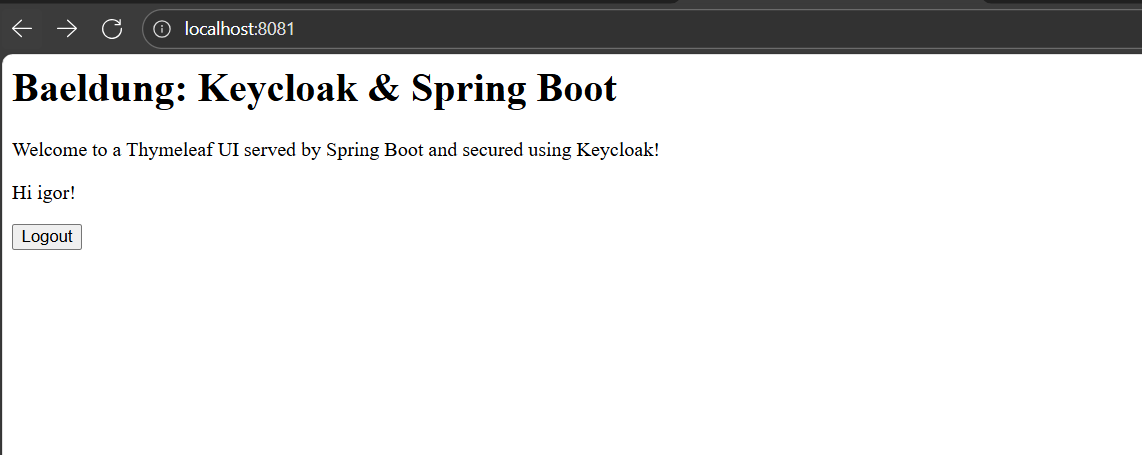 localhost:8081
Baeldung: Keycloak & Spring Boot
Welcome to a Thymeleaf UI served by Spring Boot and secured using Keycloak!
Hi igor!
Logout